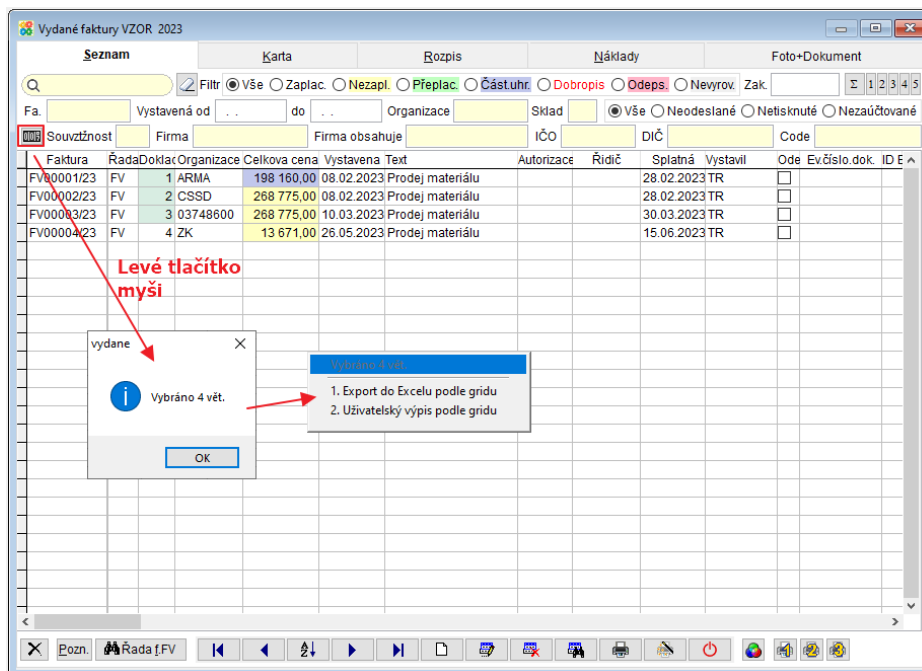 Vydané faktury VZOR 2023
Seznam Karta Rozpis Náklady Foto+Dokument
Filtr Vše Zaplac. Nezapl. Přeplac. Část.uhr. Dobropis Odeps. Nevyrov. Zak. Σ 1 2 3 4 5
Fa. Vystavená od . . do . . Organizace Sklad Vše Neodeslané Netisknuté Nezaúčtované
Souvztžnost Firma Firma obsahuje IČO DIČ Code
Faktura Řada Doklad Organizace Celkova cena Vystavena Text Autorizace Řidič Splatná Vystavil Ode Ev.číslo.dok. ID E
FV00001/23 FV 1 ARMA 198 160,00 08.02.2023 Prodej materiálu 28.02.2023 TR
FV00002/23 FV 2 CSSD 268 775,00 08.02.2023 Prodej materiálu 28.02.2023 TR
FV00003/23 FV 3 03748600 268 775,00 10.03.2023 Prodej materiálu 30.03.2023 TR
FV00004/23 FV 4 ZK 13 671,00 26.05.2023 Prodej materiálu 15.06.2023 TR
Levé tlačítko
myši
vydane
Vybráno 4 vět.
OK
Vybráno 4 vět.
1. Export do Excelu podle gridu
2. Uživatelský výpis podle gridu
Pozn. Řada f.FV